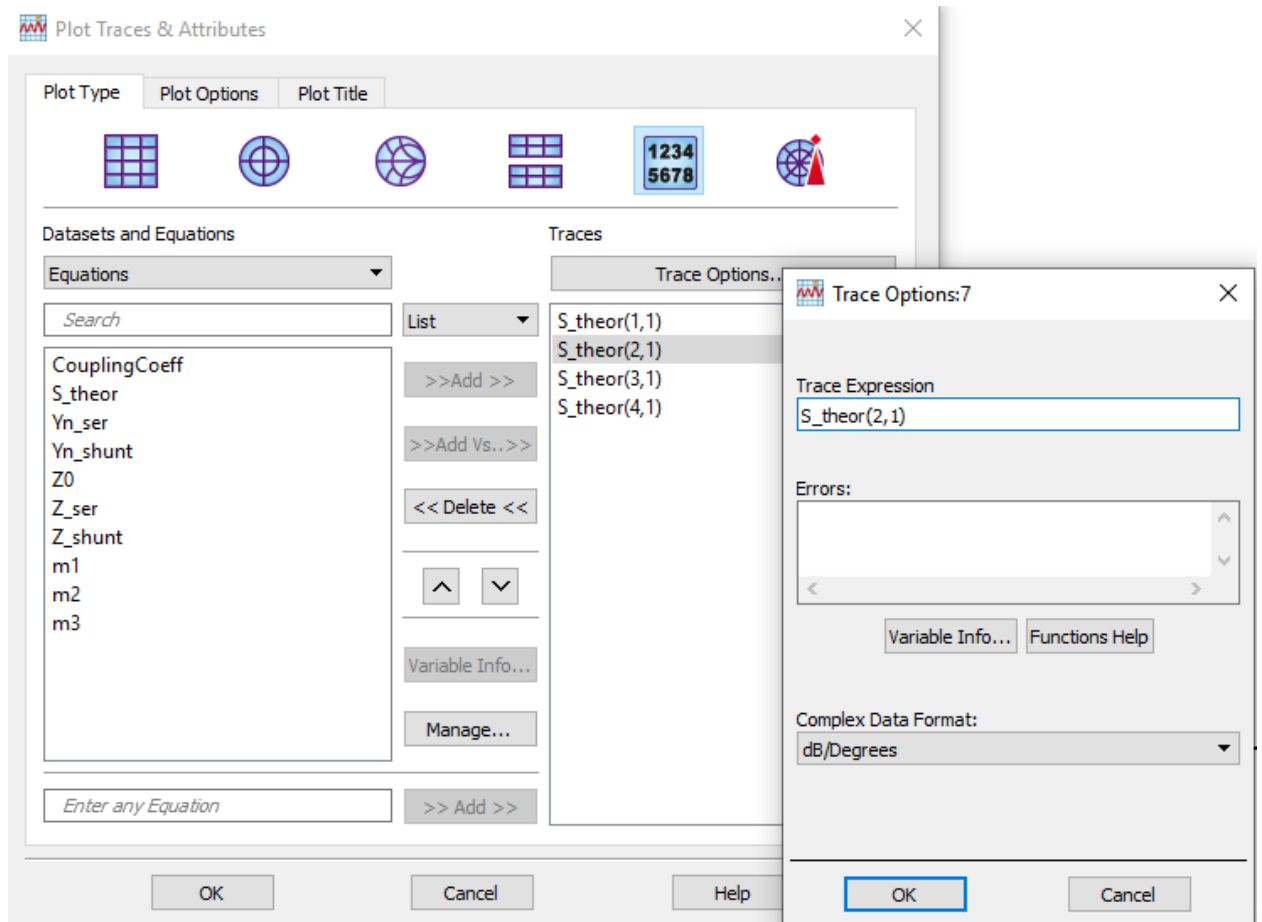 Plot Traces & Attributes
Plot Type Plot Options Plot Title
1234
5678
Datasets and Equations
Traces
Equations
Trace Options..
Search
List
CouplingCoeff
S_theor
Yn_ser
Yn_shunt
Z0
Z_ser
Z_shunt
m1
m2
m3
>>Add >>
>>Add Vs..>>
<< Delete <<
Variable Info...
Manage...
S_theor(1,1)
S_theor(2,1)
S_theor(3,1)
S_theor(4,1)
Enter any Equation
>> Add >>
OK Cancel Help
Trace Options:7
Trace Expression
S_theor(2,1)
Errors:
Variable Info... Functions Help
Complex Data Format:
dB/Degrees
OK Cancel